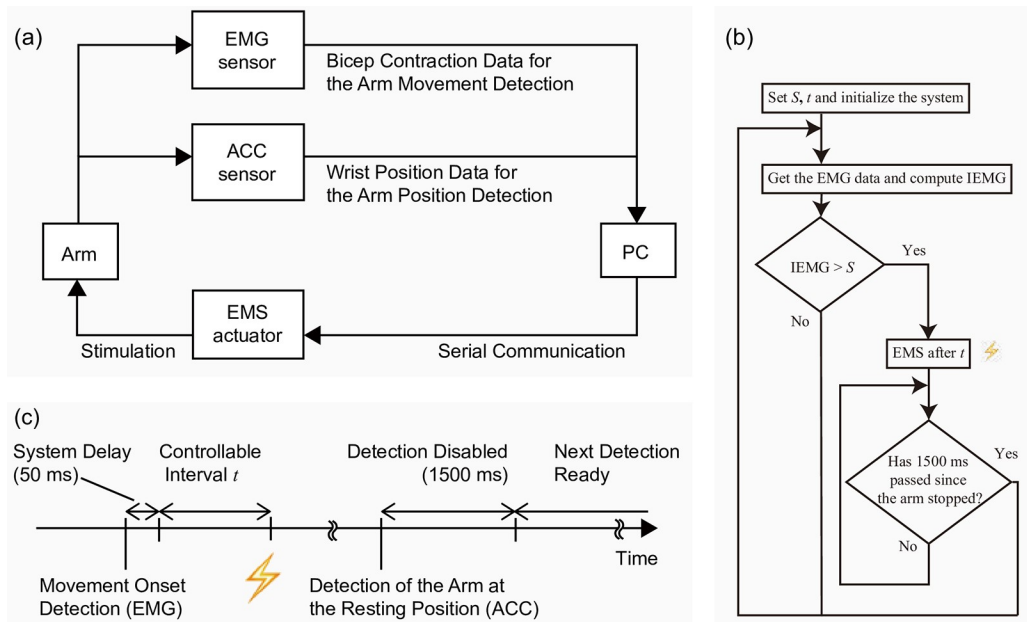 (a)
EMG
sensor
Bicep Contraction Data for
the Arm Movement Detection
ACC
sensor
Wrist Position Data for
the Arm Position Detection
Arm
PC
EMS
actuator
Stimulation
Serial Communication
(b)
Set S, t and initialize the system
Get the EMG data and compute IEMG
IEMG > S
Yes
No
EMS after t
Has 1500 ms
passed since
the arm stopped?
Yes
No
(c)
System Delay
(50 ms)
Controllable
Interval t
Detection Disabled
(1500 ms)
Next Detection
Ready
Time
Movement Onset
Detection (EMG)
Detection of the Arm at
the Resting Position (ACC)